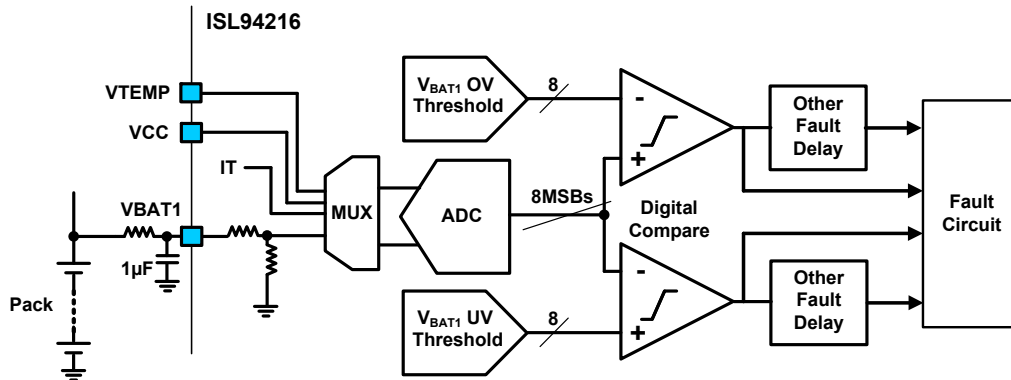 ISL94216
VTEMP
VCC
IT
VBAT1
1µF
Pack
MUX
ADC
8MSBs
VBAT1 OV
Threshold
8
VBAT1 UV
Threshold
8
-
+
Digital
Compare
-
+
Other
Fault
Delay
Other
Fault
Delay
Fault
Circuit